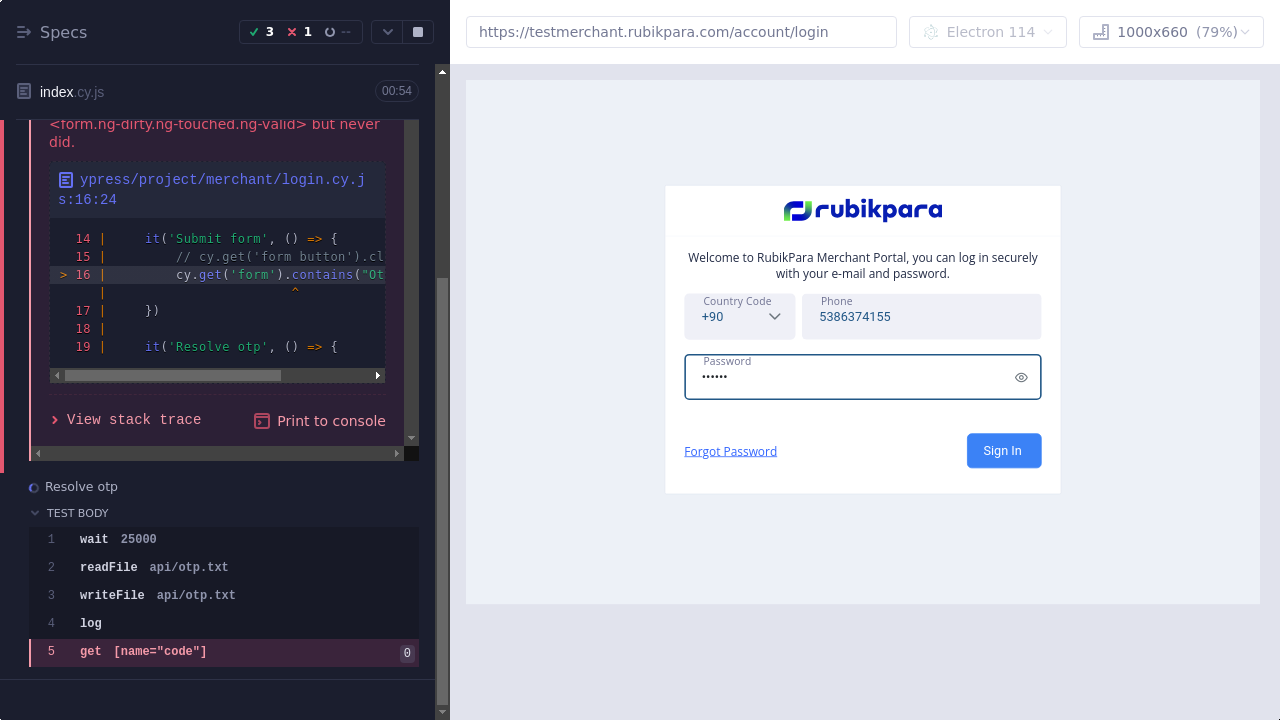 Specs
3
1
--
index.cy.js
00:54
<form.ng-dirty.ng-touched.ng-valid> but never
did.
ypress/project/merchant/login.cy.j
s:16:24
14 | it('Submit form', () => {
15 | // cy.get('form button').cl
> 16 | cy.get('form').contains("Ot
| ^
17 | })
18 |
19 | it('Resolve otp', () => {
View stack trace
Print to console
Resolve otp
TEST BODY
1 wait 25000
2 readFile api/otp.txt
3 writeFile api/otp.txt
4 log
5 get [name="code"] 0
https://testmerchant.rubikpara.com/account/login
Electron 114
1000x660 (79%)
rubikpara
Welcome to RubikPara Merchant Portal, you can log in securely
with your e-mail and password.
Country Code
+90
Phone
5386374155
Password
••••••
Forgot Password
Sign In